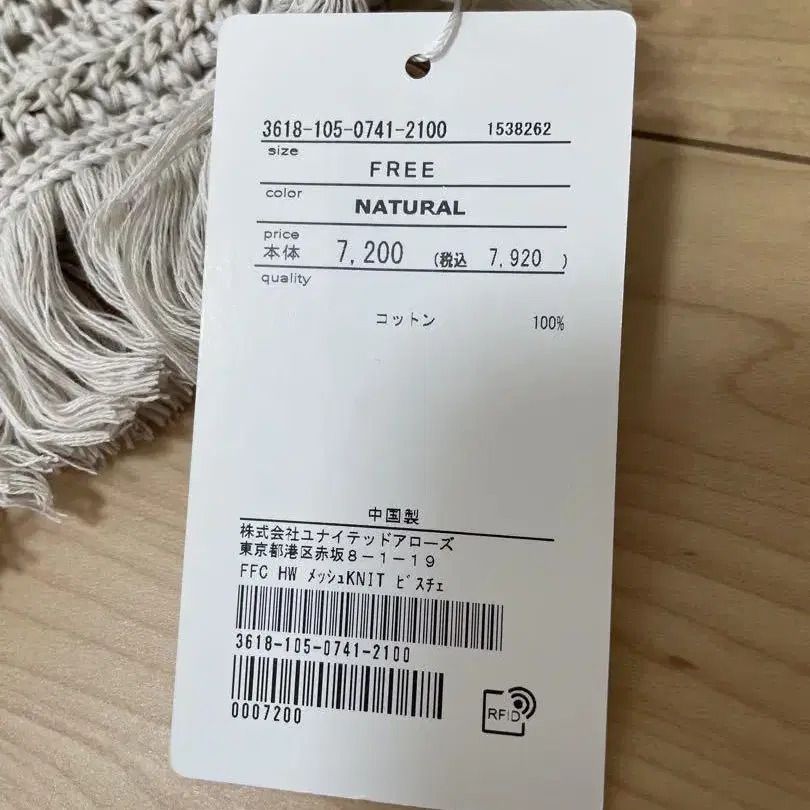 3618-105-0741-2100 1538262
size
FREE
color
NATURAL
price
本体 7,200 (税込 7,920 )
quality
コットン 100%
中国製
株式会社ユナイテッドアローズ
東京都港区赤坂8-1-19
FFC HW メッシュKNIT ビスチェ
3618-105-0741-2100
0007200
RFID